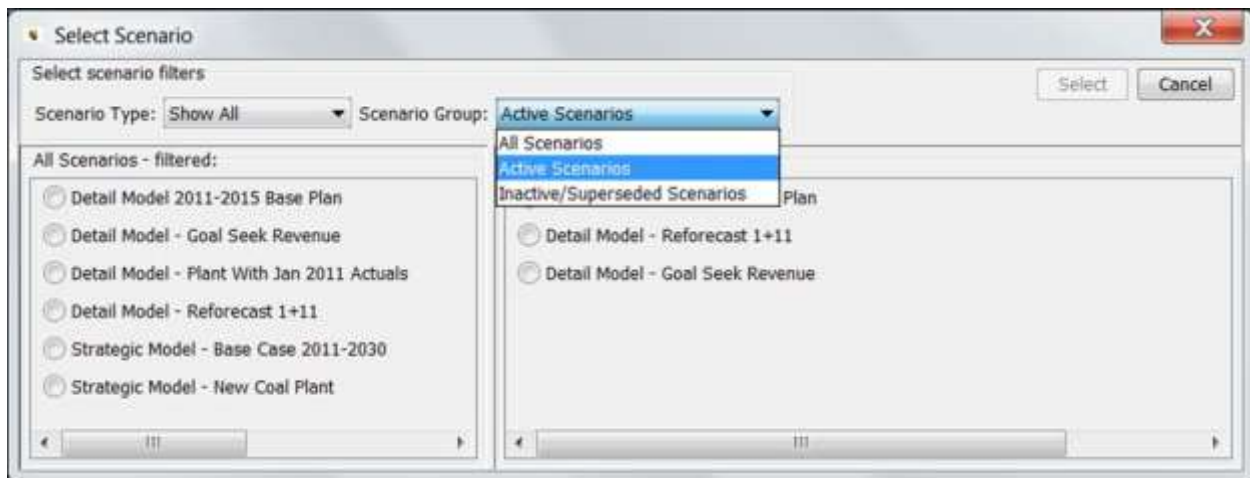 Select Scenario
Select scenario filters
Select
Cancel
Scenario Type: Show All Scenario Group: Active Scenarios
All Scenarios
Active Scenarios
Inactive/Superseded Scenarios
All Scenarios - filtered:
Detail Model 2011-2015 Base Plan
Detail Model - Goal Seek Revenue
Detail Model - Plant With Jan 2011 Actuals
Detail Model - Reforecast 1+11
Strategic Model - Base Case 2011-2030
Strategic Model - New Coal Plant
Plan
Detail Model - Reforecast 1+11
Detail Model - Goal Seek Revenue